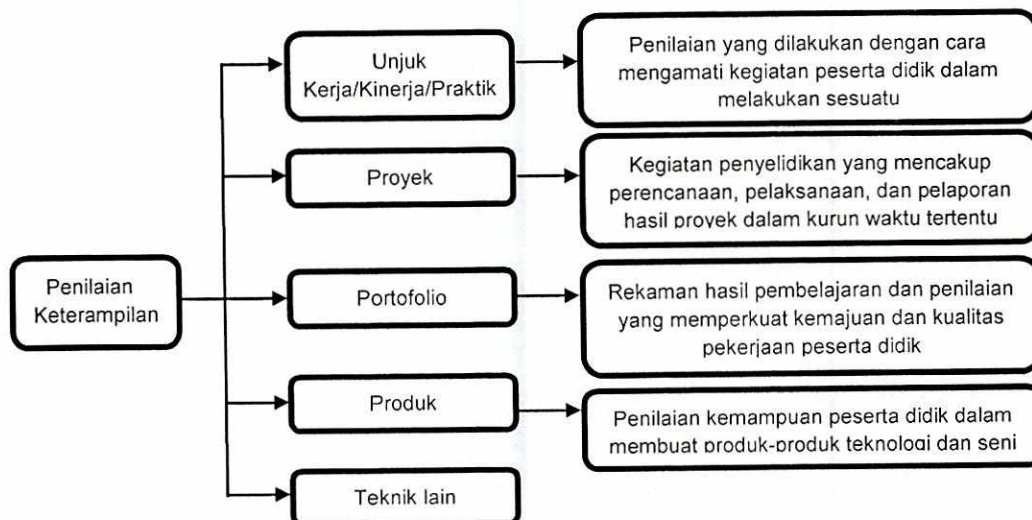 Penilaian
Keterampilan
Unjuk
Kerja/Kinerja/Praktik
Penilaian yang dilakukan dengan cara
mengamati kegiatan peserta didik dalam
melakukan sesuatu
Proyek
Kegiatan penyelidikan yang mencakup
perencanaan, pelaksanaan, dan pelaporan
hasil proyek dalam kurun waktu tertentu
Portofolio
Rekaman hasil pembelajaran dan penilaian
yang memperkuat kemajuan dan kualitas
pekerjaan peserta didik
Produk
Penilaian kemampuan peserta didik dalam
membuat produk-produk teknologi dan seni
Teknik lain